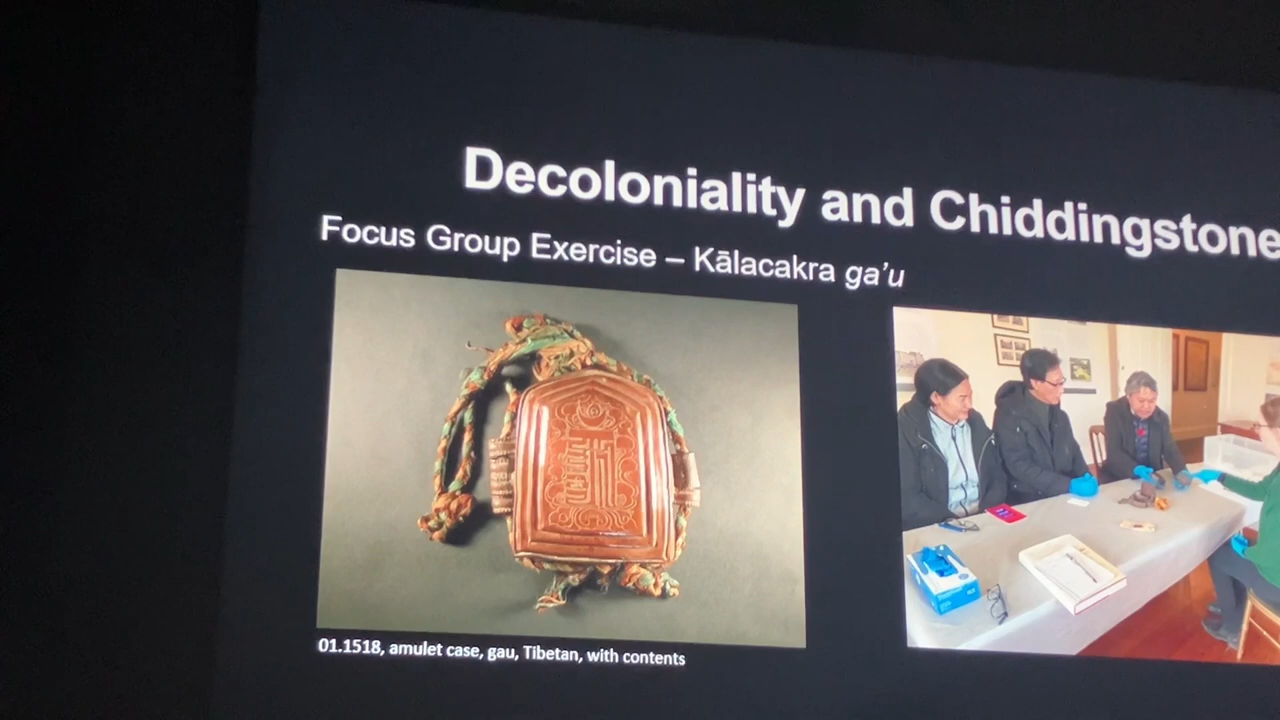 Decoloniality and Chiddingstone
Focus Group Exercise – Kālacakra ga’u
01.1518, amulet case, gau, Tibetan, with contents